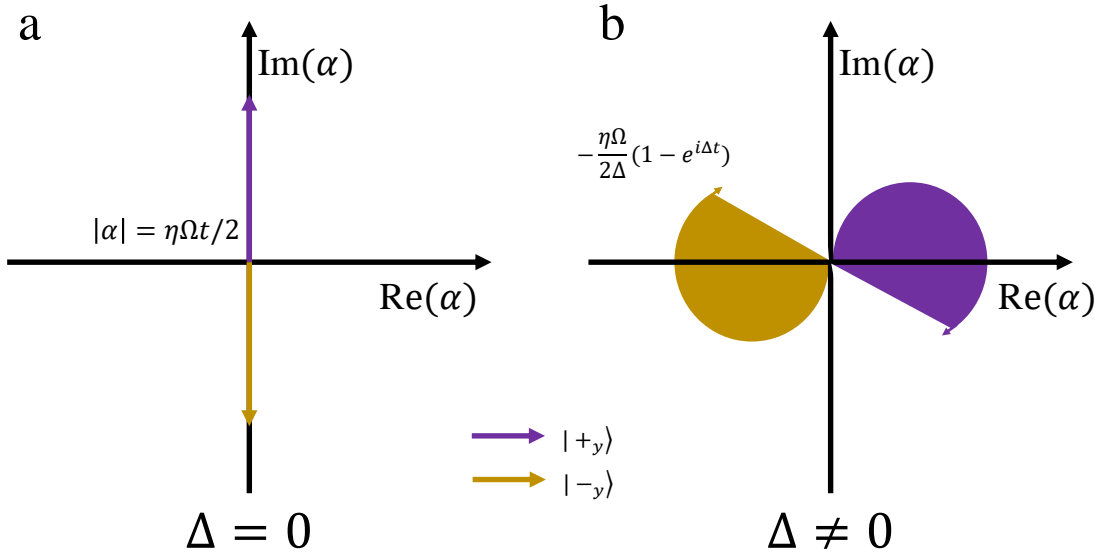 a
Im(α)
|α| = ηΩt/2
Re(α)
Δ = 0
b
Im(α)
−ηΩ/2Δ(1 − e^{iΔt})
Re(α)
Δ ≠ 0
| +_y⟩
| −_y⟩